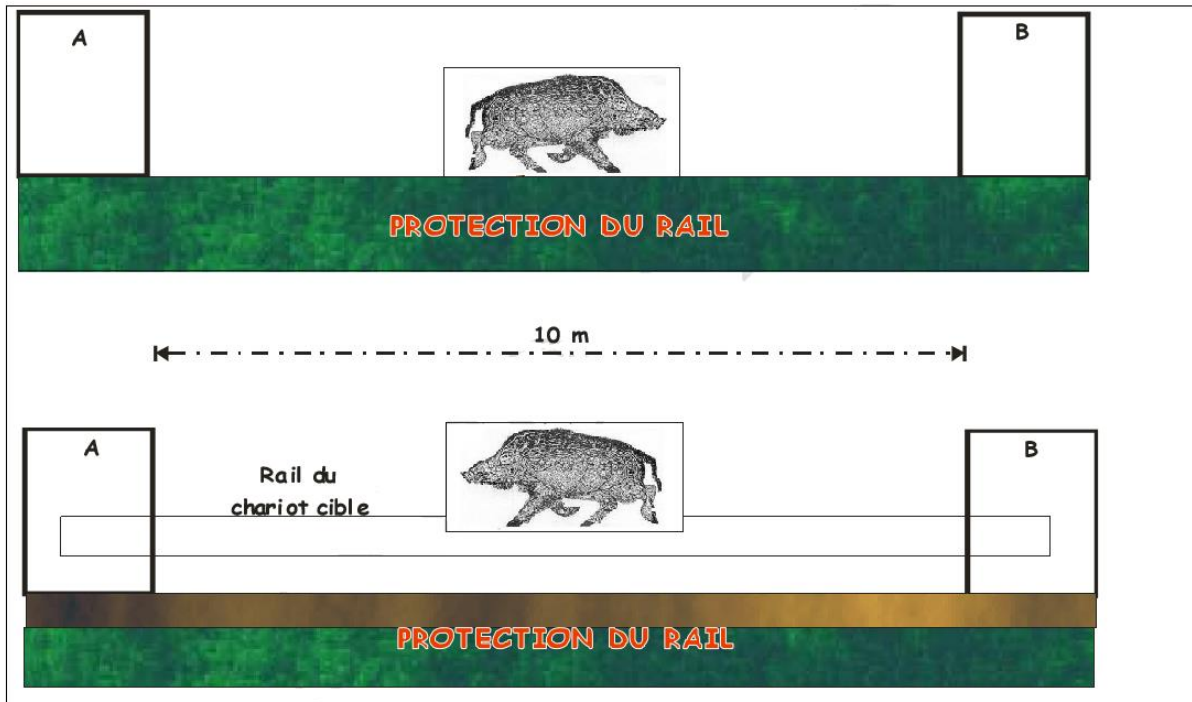 A
B
PROTECTION DU RAIL
10 m
A
B
Rail du
chariot cible
PROTECTION DU RAIL